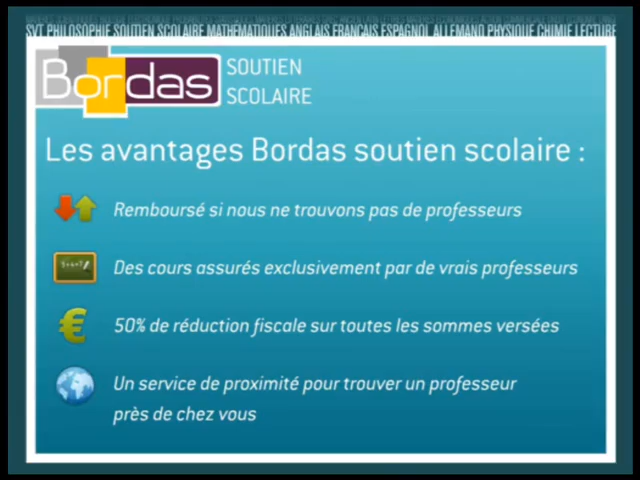 SVT PHILOSOPHIE SOUTIEN SCOLAIRE MATHÉMATIQUES ANGLAIS FRANÇAIS ESPAGNOL ALLEMAND PHYSIQUE CHIMIE LECTURE
Bordas
SOUTIEN
SCOLAIRE
Les avantages Bordas soutien scolaire :
Remboursé si nous ne trouvons pas de professeurs
Des cours assurés exclusivement par de vrais professeurs
50% de réduction fiscale sur toutes les sommes versées
Un service de proximité pour trouver un professeur
près de chez vous